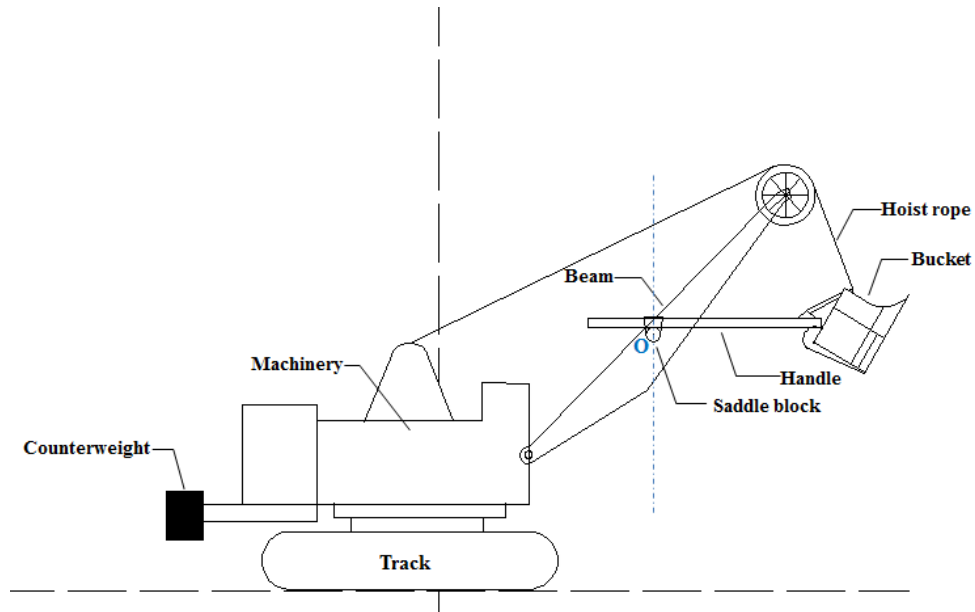 Hoist rope
Bucket
Beam
O
Machinery
Handle
Saddle block
Counterweight
Track